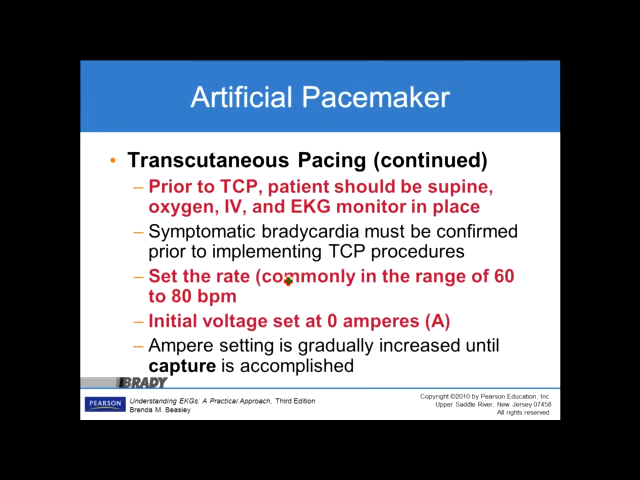 Artificial Pacemaker
• Transcutaneous Pacing (continued)
– Prior to TCP, patient should be supine,
oxygen, IV, and EKG monitor in place
– Symptomatic bradycardia must be confirmed
prior to implementing TCP procedures
– Set the rate (commonly in the range of 60
to 80 bpm
– Initial voltage set at 0 amperes (A)
– Ampere setting is gradually increased until
capture is accomplished
BRADY
PEARSON
Understanding EKGs: A Practical Approach, Third Edition
Brenda M. Beasley
Copyright ©2010 by Pearson Education, Inc.
Upper Saddle River, New Jersey 07458
All rights reserved.